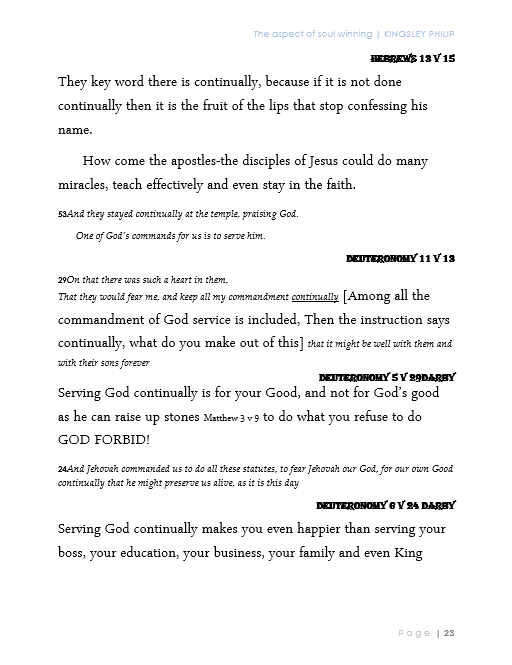 The aspect of soul winning | KINGSLEY PHILIP
HEBREWS 13 V 15
They key word there is continually, because if it is not done
continually then it is the fruit of the lips that stop confessing his
name.
How come the apostles-the disciples of Jesus could do many
miracles, teach effectively and even stay in the faith.
53And they stayed continually at the temple, praising God.
One of God's commands for us is to serve him.
DEUTERONOMY 11 V 13
29On that there was such a heart in them,
That they would fear me, and keep all my commandment continually [Among all the
commandment of God service is included, Then the instruction says
continually, what do you make out of this] that it might be well with them and
with their sons forever
DEUTERONOMY 5 V 29DARBY
Serving God continually is for your Good, and not for God's good
as he can raise up stones Matthew 3 v 9 to do what you refuse to do
GOD FORBID!
24And Jehovah commanded us to do all these statutes, to fear Jehovah our God, for our own Good
continually that he might preserve us alive, as it is this day
DEUTERONOMY 6 V 24 DARBY
Serving God continually makes you even happier than serving your
boss, your education, your business, your family and even King
Page | 23